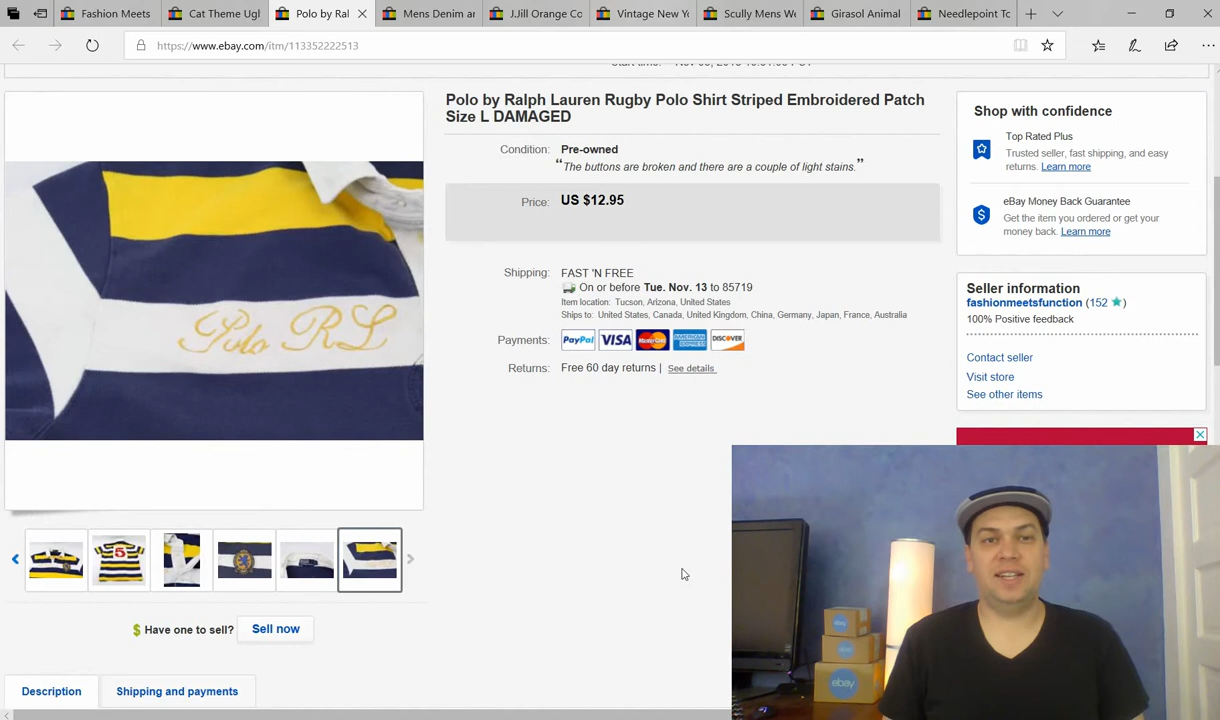 Fashion Meets
Cat Theme Ugl
Polo by Ral
Mens Denim ar
J.Jill Orange Co
Vintage New Y
Scully Mens We
Girasol Animal
Needlepoint Tc
https://www.ebay.com/itm/113352222513
Polo by Ralph Lauren Rugby Polo Shirt Striped Embroidered Patch
Size L DAMAGED
Condition: Pre-owned
“The buttons are broken and there are a couple of light stains.”
Price: US $12.95
Shipping: FAST 'N FREE
On or before Tue. Nov. 13 to 85719
Item location: Tucson, Arizona, United States
Ships to: United States, Canada, United Kingdom, China, Germany, Japan, France, Australia
Payments: PayPal VISA MasterCard AMERICAN EXPRESS DISCOVER
Returns: Free 60 day returns | See details
Shop with confidence
Top Rated Plus
Trusted seller, fast shipping, and easy
returns. Learn more
eBay Money Back Guarantee
Get the item you ordered or get your
money back. Learn more
Seller information
fashionmeetsfunction (152 )
100% Positive feedback
Contact seller
Visit store
See other items
Polo RL
5
$ Have one to sell? Sell now
Description
Shipping and payments
ebay
ebay
ebay